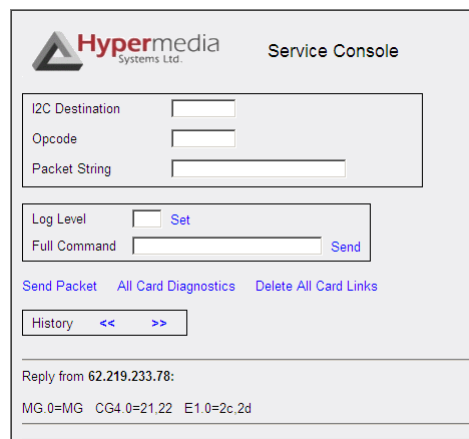 Hypermedia
Systems Ltd.
Service Console
I2C Destination
Opcode
Packet String
Log Level Set
Full Command Send
Send Packet All Card Diagnostics Delete All Card Links
History << >>
Reply from 62.219.233.78:
MG.0=MG CG4.0=21,22 E1.0=2c,2d